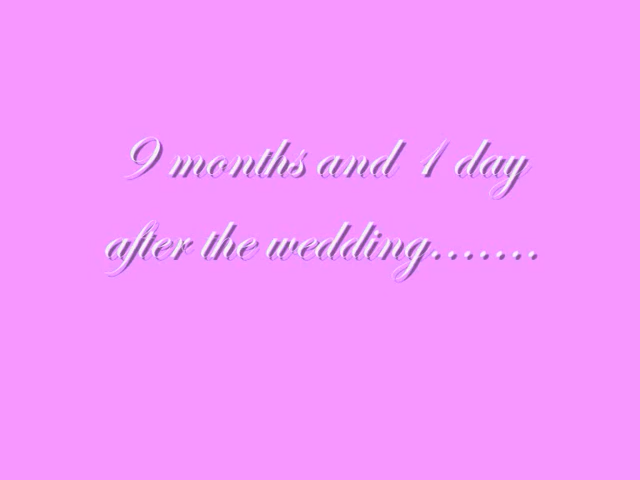 9 months and 1 day
after the wedding.......